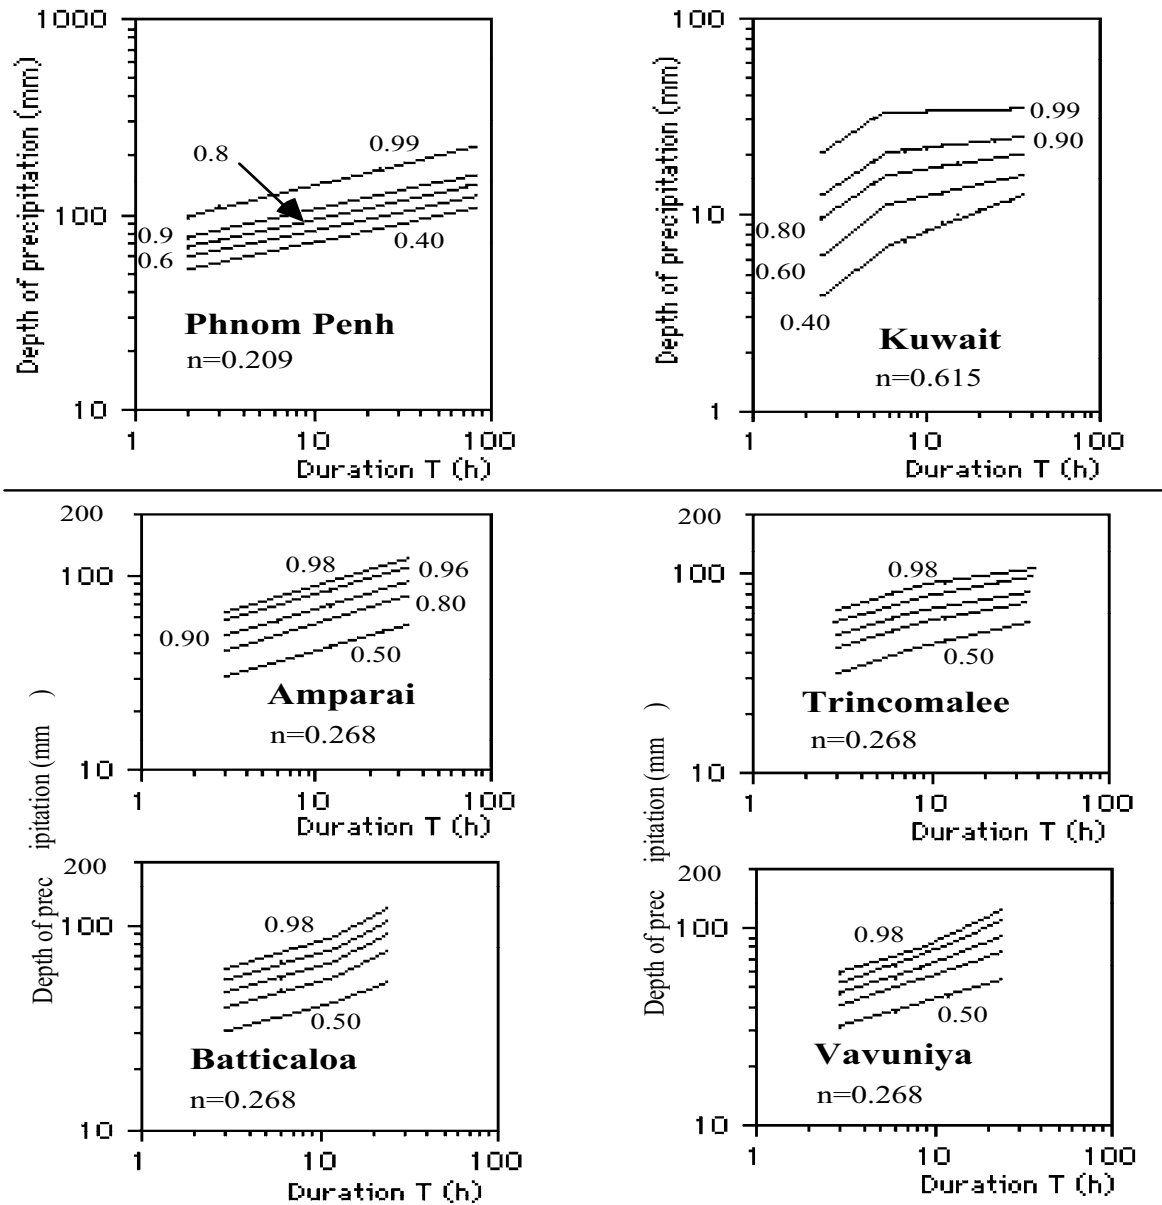 1000
Depth of precipitation (mm)
0.8
0.99
100
0.9
0.6
0.40
Phnom Penh
n=0.209
10
1 10 100
Duration T (h)
100
Depth of precipitation (mm)
0.99
0.90
10
0.80
0.60
0.40
Kuwait
n=0.615
1
1 10 100
Duration T (h)
200
Depth of prec ipitation (mm )
100
0.98
0.96
0.80
0.90
0.50
Amparai
n=0.268
10
1 10 100
Duration T (h)
200
Depth of prec ipitation (mm )
100
0.98
0.50
Trincomalee
n=0.268
10
1 10 100
Duration T (h)
200
100
0.98
0.50
Batticaloa
n=0.268
10
1 10 100
Duration T (h)
200
100
0.98
0.50
Vavuniya
n=0.268
10
1 10 100
Duration T (h)